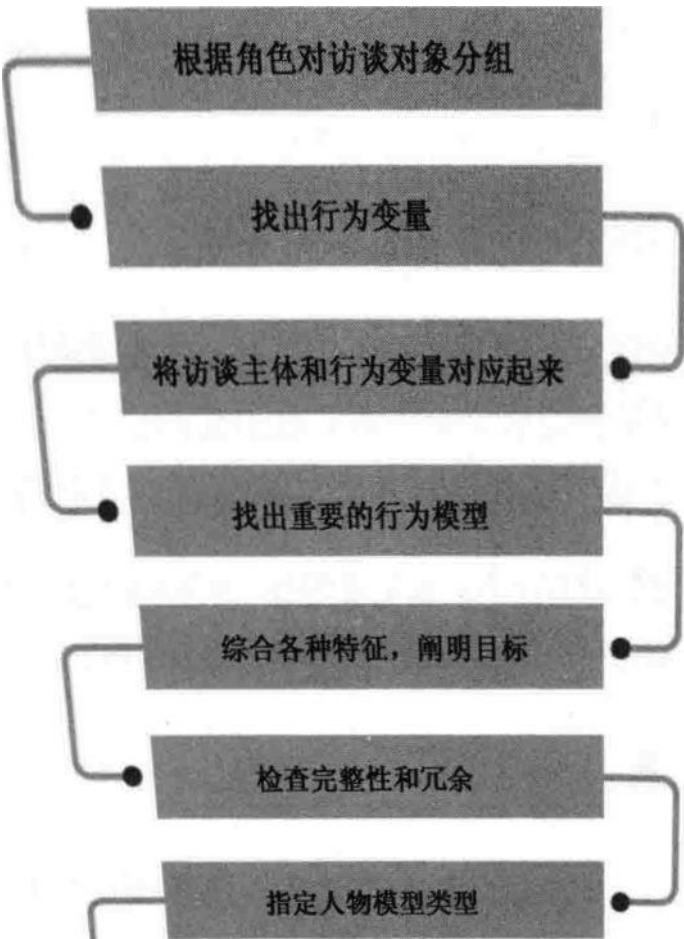 根据角色对访谈对象分组
找出行为变量
将访谈主体和行为变量对应起来
找出重要的行为模型
综合各种特征，阐明目标
检查完整性和冗余
指定人物模型类型